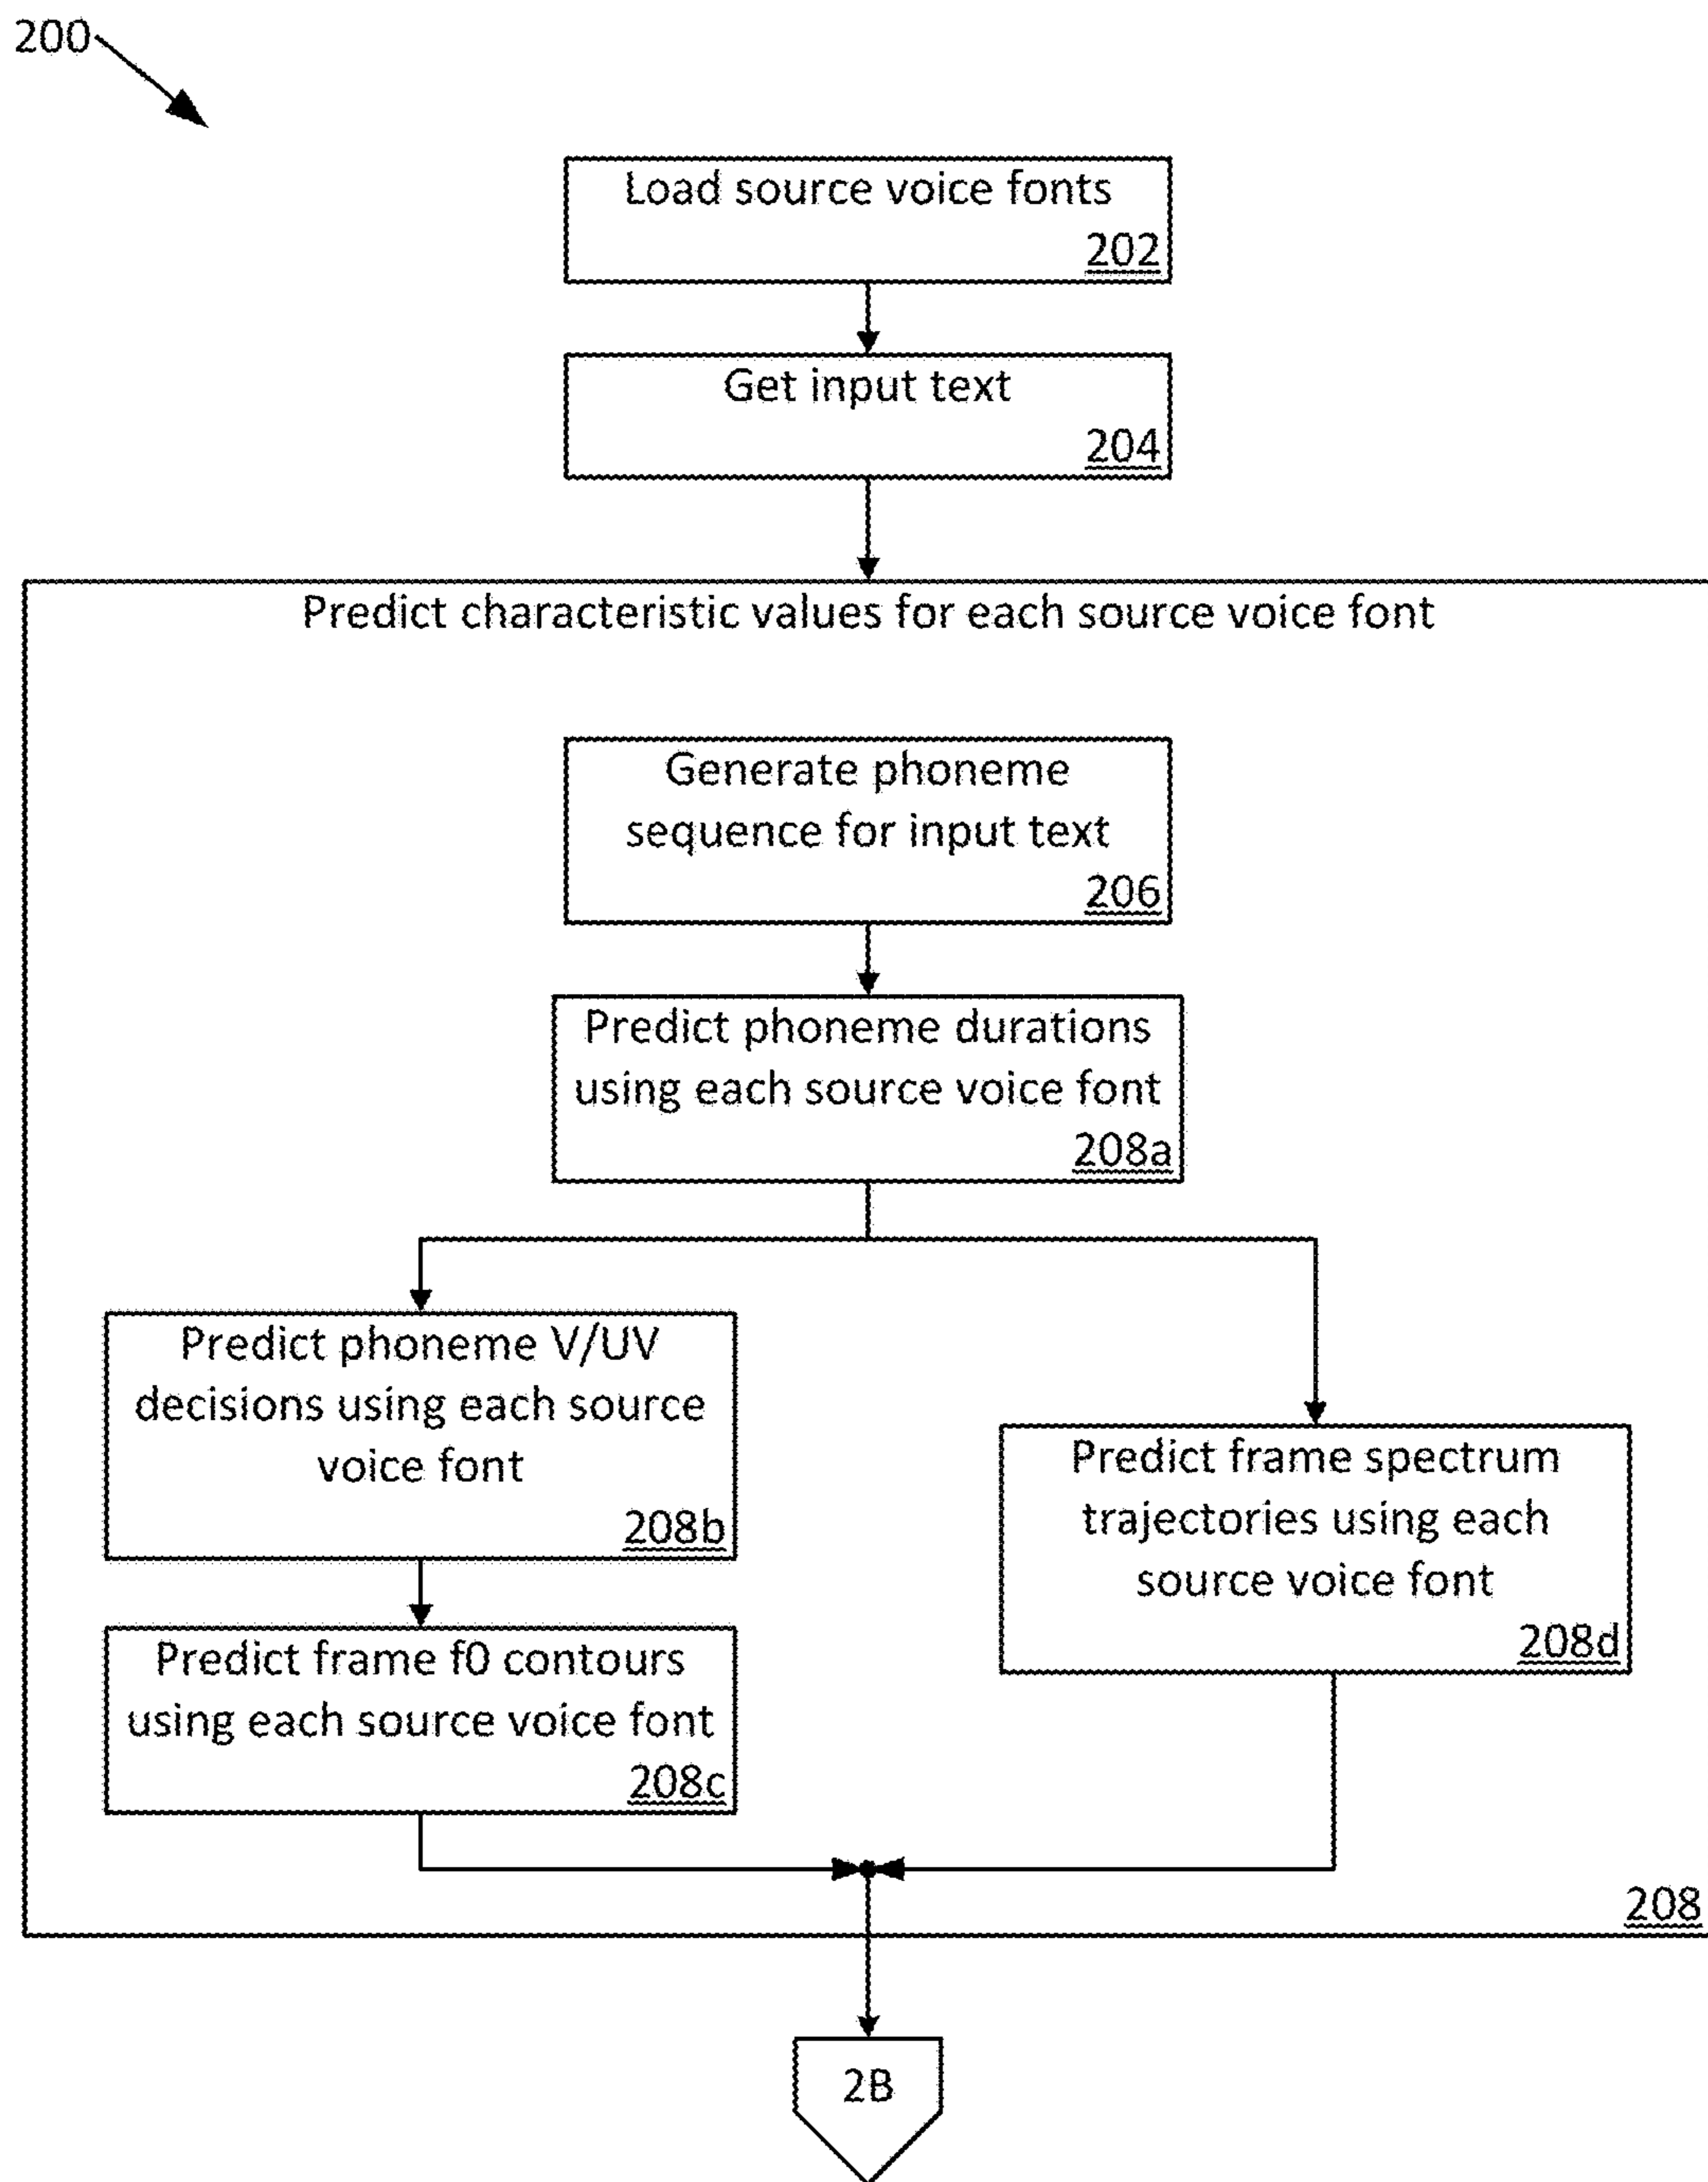 200
Load source voice fonts
202
Get input text
204
Predict characteristic values for each source voice font
Generate phoneme
sequence for input text
206
Predict phoneme durations
using each source voice font
208a
Predict phoneme V/UV
decisions using each source
voice font
208b
Predict frame f0 contours
using each source voice font
208c
Predict frame spectrum
trajectories using each
source voice font
208d
208
2B